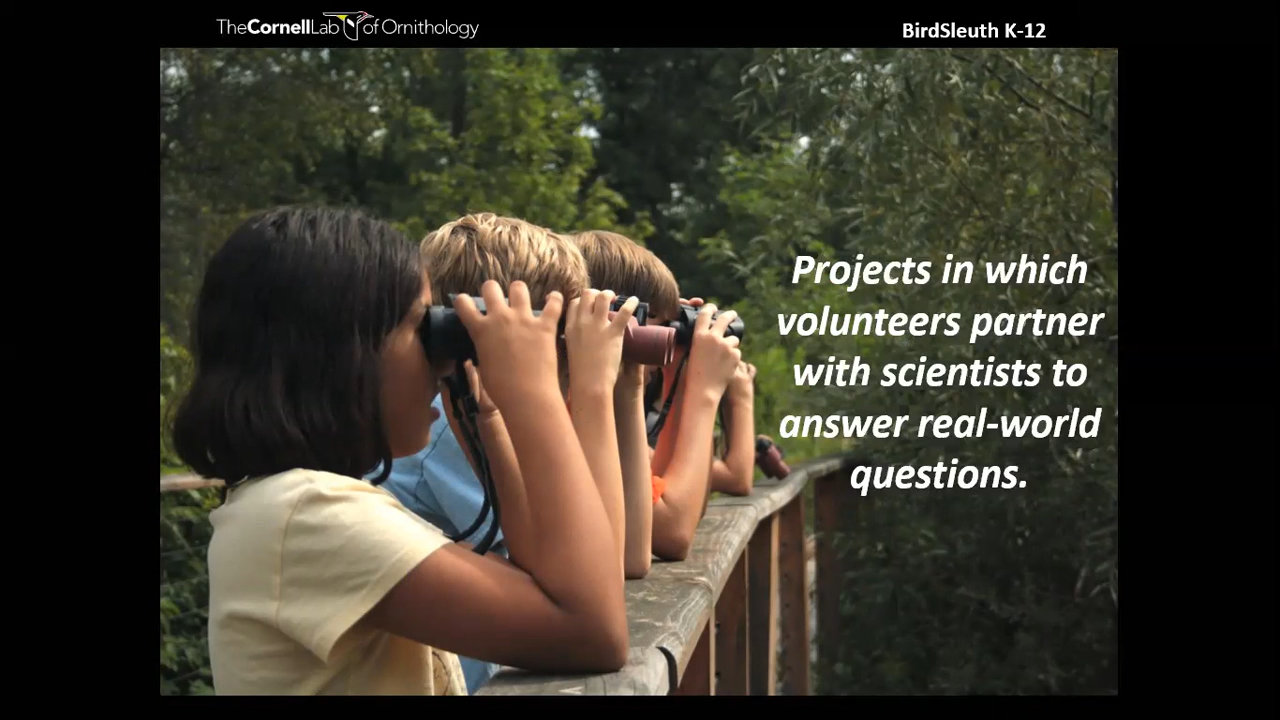 TheCornellLab of Ornithology
BirdSleuth K-12
Projects in which
volunteers partner
with scientists to
answer real-world
questions.